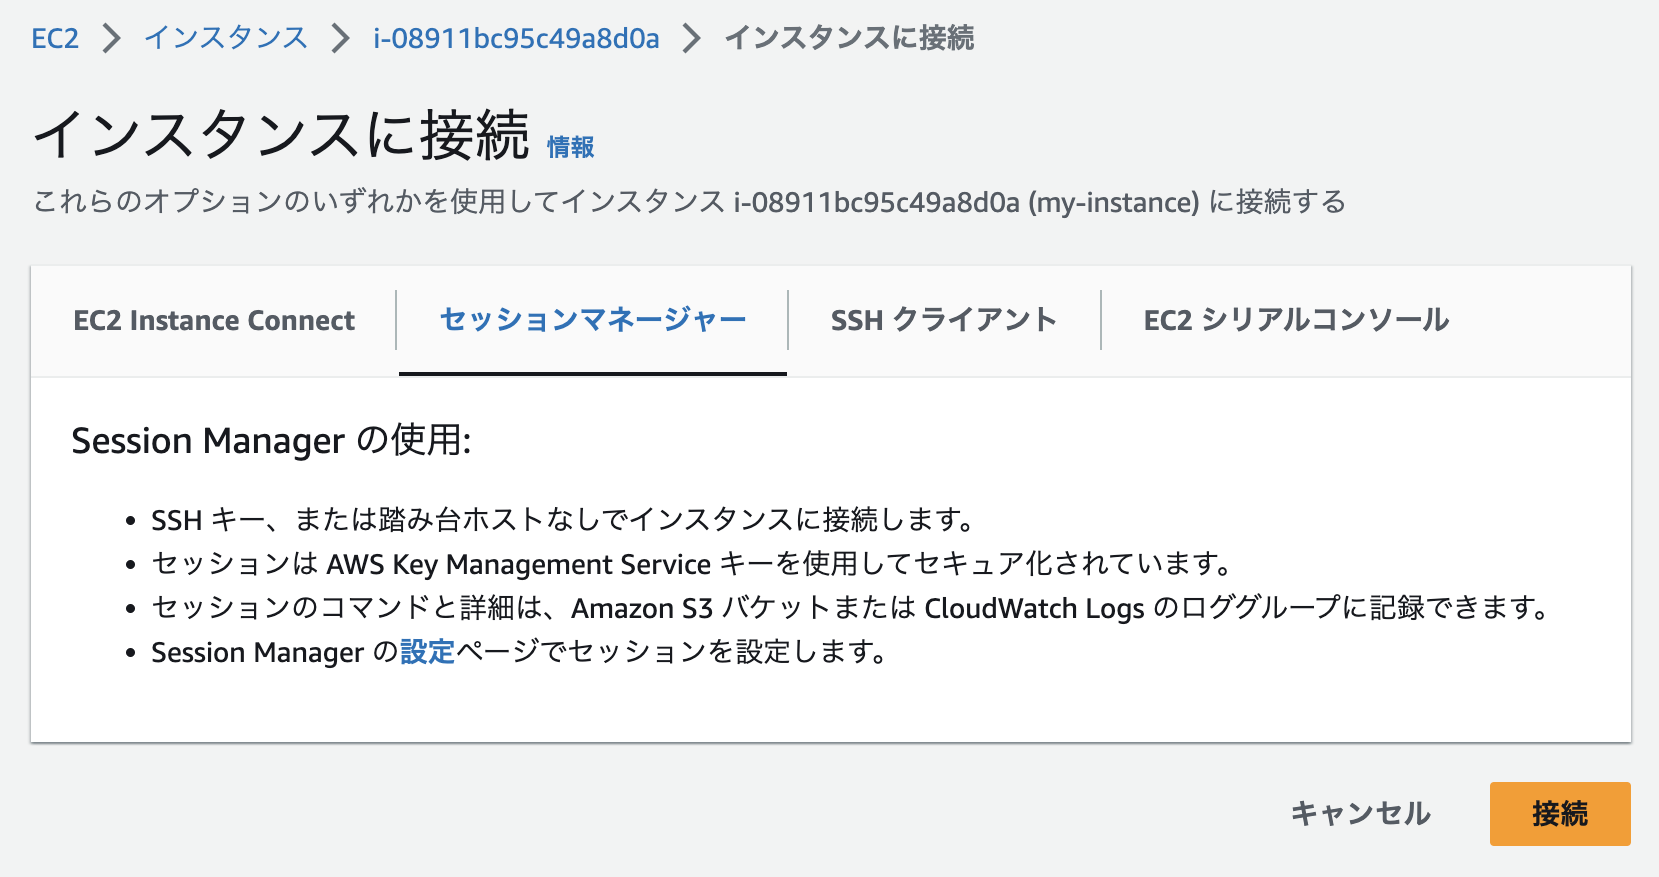 EC2 > インスタンス > i-08911bc95c49a8d0a > インスタンスに接続
インスタンスに接続 情報
これらのオプションのいずれかを使用してインスタンス i-08911bc95c49a8d0a (my-instance) に接続する
EC2 Instance Connect セッションマネージャー SSH クライアント EC2 シリアルコンソール
Session Manager の使用:
• SSH キー、または踏み台ホストなしでインスタンスに接続します。
• セッションは AWS Key Management Service キーを使用してセキュア化されています。
• セッションのコマンドと詳細は、Amazon S3 バケットまたは CloudWatch Logs のロググループに記録できます。
• Session Manager の設定ページでセッションを設定します。
キャンセル 接続